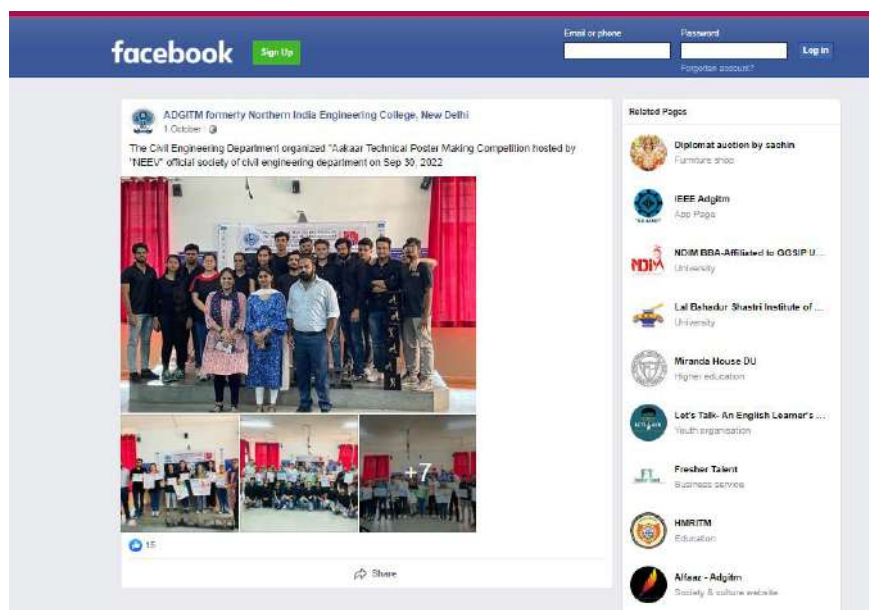 facebook
Sign Up
Email or phone
Password
Log in
Forgotten account?
ADGITM formerly Northern India Engineering College, New Delhi
1 October
The Civil Engineering Department organized "Aakaar Technical Poster Making Competition hosted by
"NEEV" official society of civil engineering department on Sep 30, 2022
+7
15
Share
Related Pages
Diplomat auction by sachin
Furniture shop
IEEE Adgitm
App Page
NDIM BBA-Affiliated to GGSIP U...
University
Lal Bahadur Shastri Institute of ...
University
Miranda House DU
Higher education
Let's Talk- An English Learner's ...
Youth organisation
Fresher Talent
Business service
HMRITM
Education
Alfaaz - Adgitm
Society & culture website